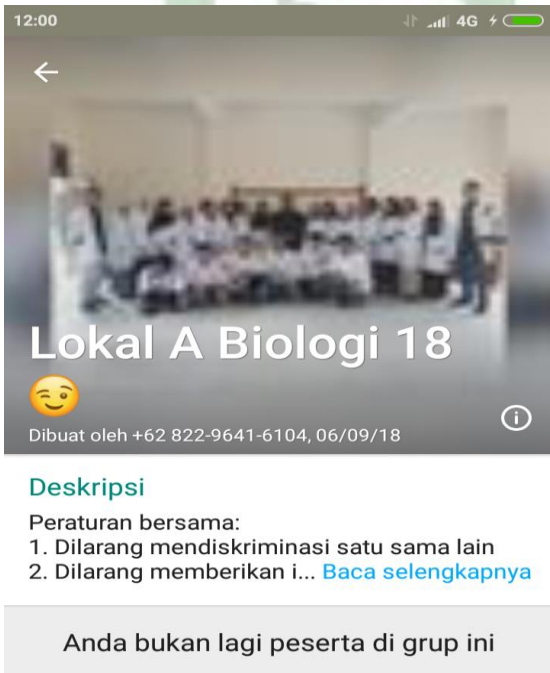 12:00
4G
Lokal A Biologi 18
😉
Dibuat oleh +62 822-9641-6104, 06/09/18
Deskripsi
Peraturan bersama:
1. Dilarang mendiskriminasi satu sama lain
2. Dilarang memberikan i... Baca selengkapnya
Anda bukan lagi peserta di grup ini